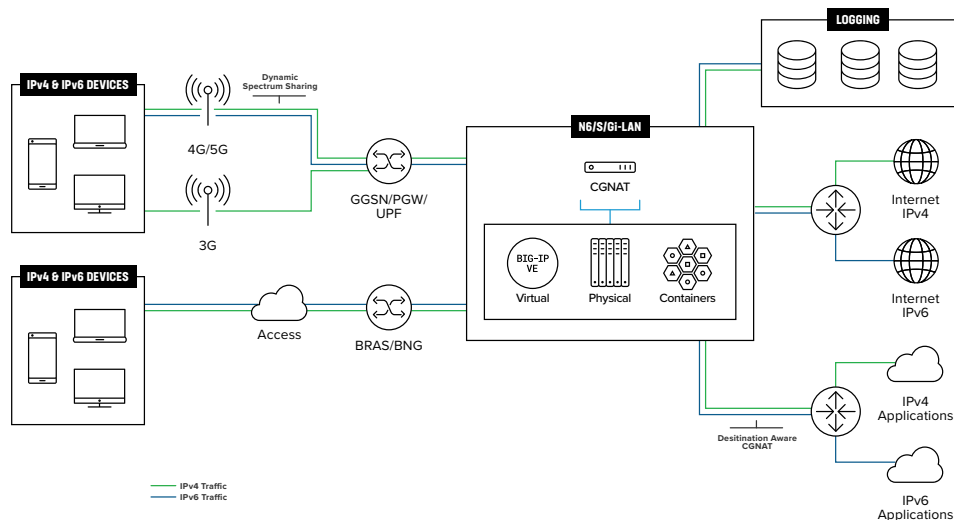 LOGGING
IPv4 & IPv6 DEVICES
Dynamic
Spectrum Sharing
4G/5G
3G
GGSN/PGW/
UPF
N6/S/Gi-LAN
CGNAT
BIG-IP
VE
Virtual
Physical
Containers
Internet
IPv4
Internet
IPv6
IPv4 & IPv6 DEVICES
Access
BRAS/BNG
IPv4
Applications
Desitination Aware
CGNAT
IPv6
Applications
IPv4 Traffic
IPv6 Traffic